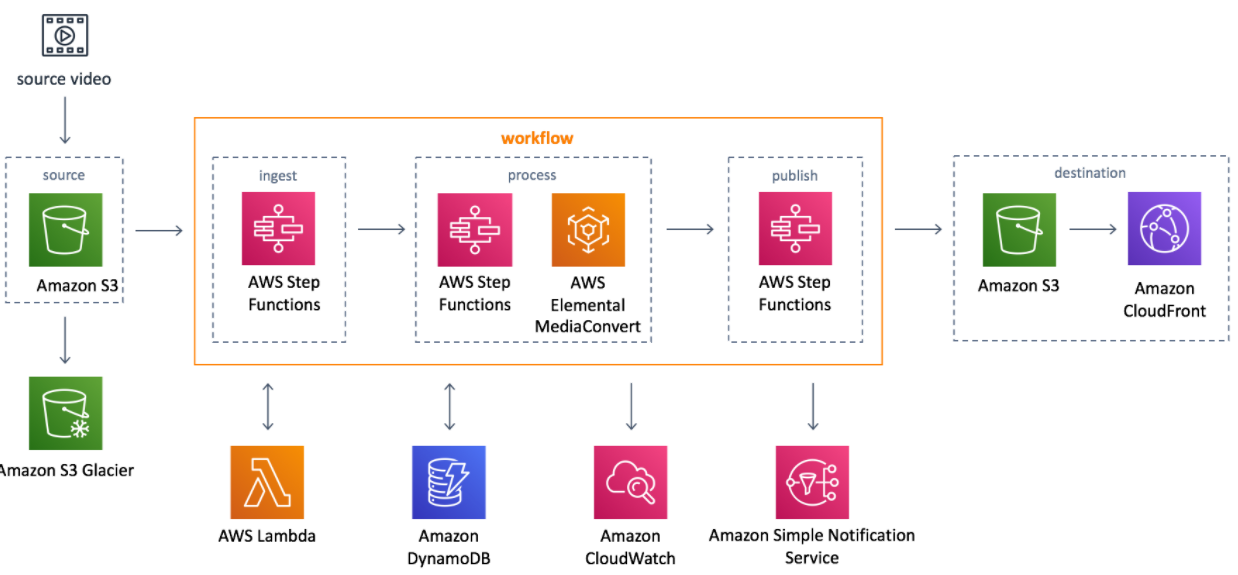 source video
workflow
source
ingest
process
publish
destination
Amazon S3
AWS Step
Functions
AWS Step
Functions
AWS
Elemental
MediaConvert
AWS Step
Functions
Amazon S3
Amazon
CloudFront
Amazon S3 Glacier
AWS Lambda
Amazon
DynamoDB
Amazon
CloudWatch
Amazon Simple Notification
Service